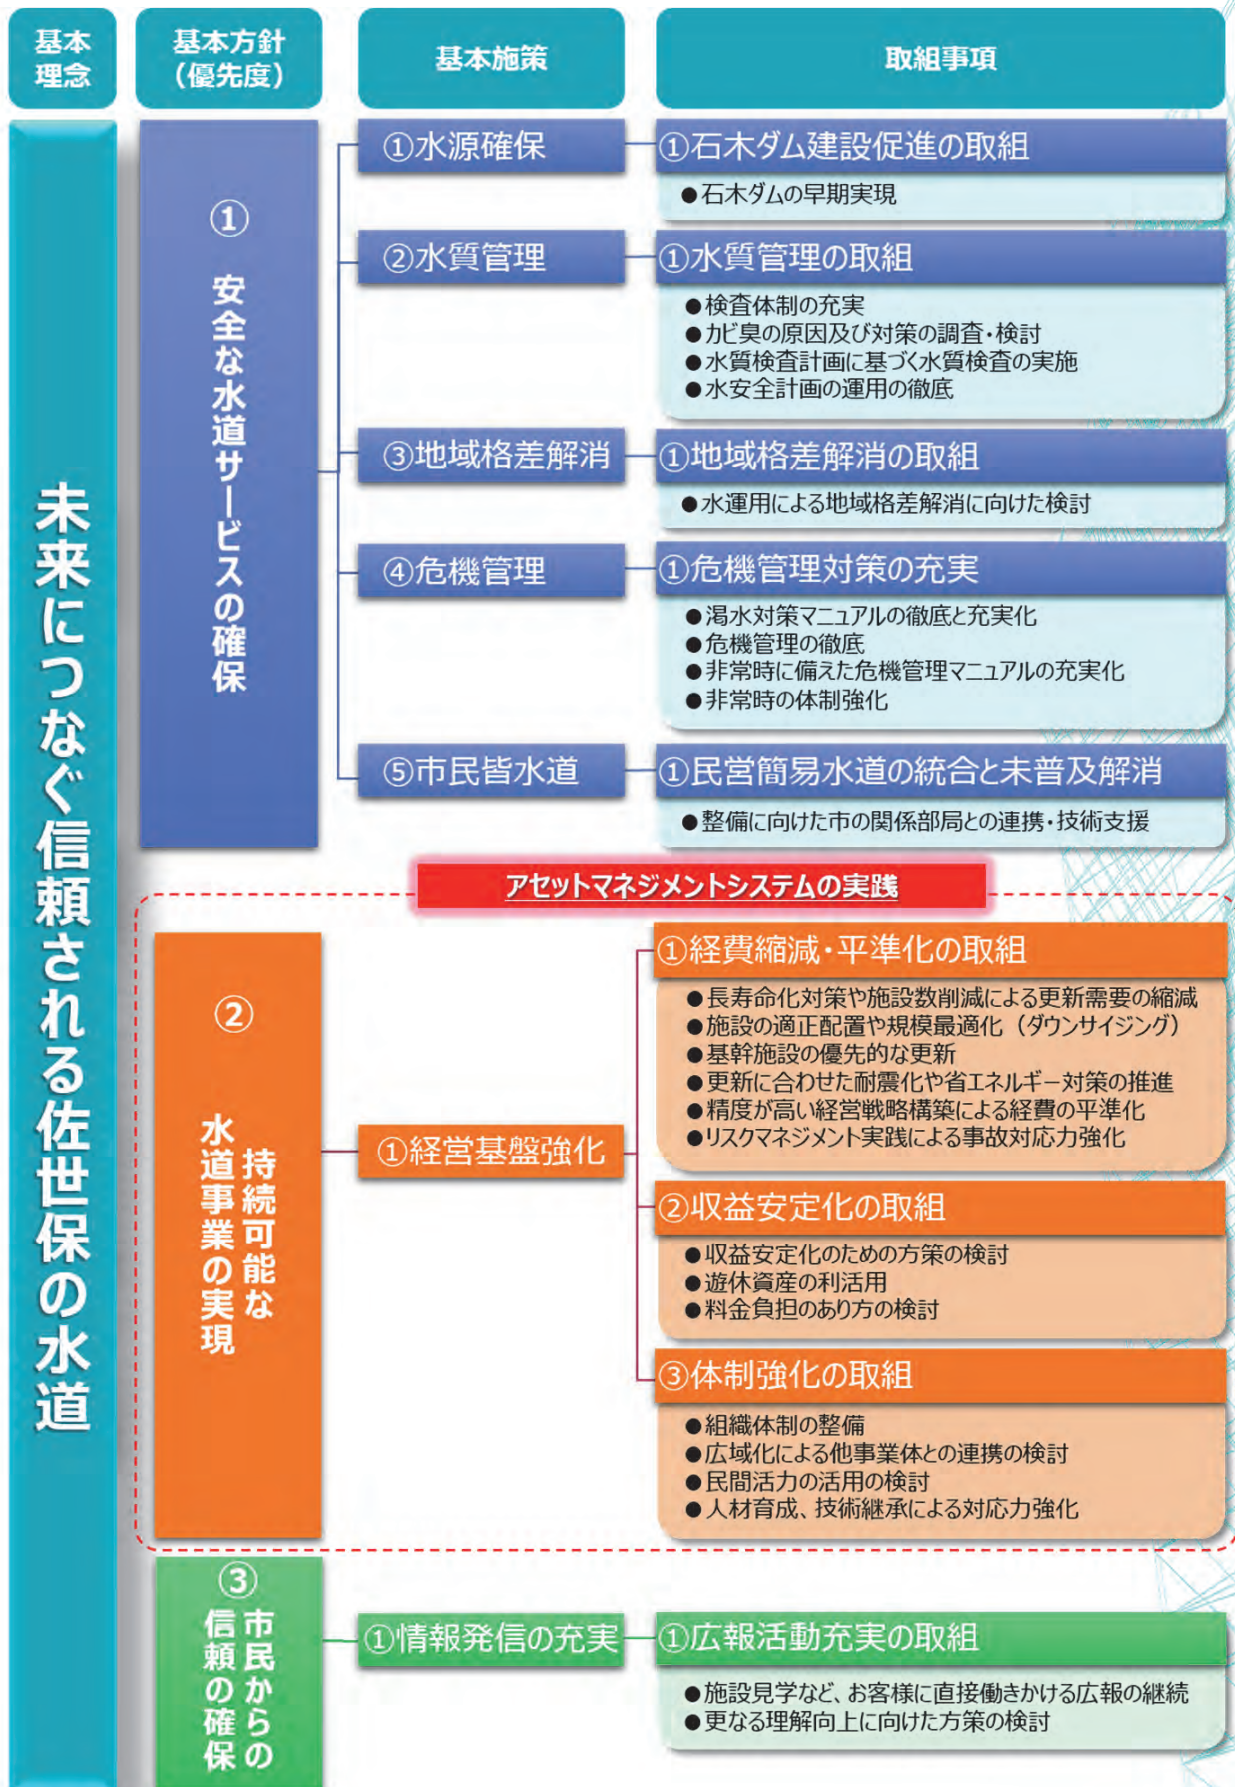 基本
理念
基本方針
（優先度）
基本施策
取組事項
未来につなぐ信頼される佐世保の水道
①
安全な水道サービスの確保
①水源確保
①石木ダム建設促進の取組
●石木ダムの早期実現
②水質管理
①水質管理の取組
●検査体制の充実
●カビ臭の原因及び対策の調査・検討
●水質検査計画に基づく水質検査の実施
●水安全計画の運用の徹底
③地域格差解消
①地域格差解消の取組
●水運用による地域格差解消に向けた検討
④危機管理
①危機管理対策の充実
●渇水対策マニュアルの徹底と充実化
●危機管理の徹底
●非常時に備えた危機管理マニュアルの充実化
●非常時の体制強化
⑤市民皆水道
①民営簡易水道の統合と未普及解消
●整備に向けた市の関係部局との連携・技術支援
アセットマネジメントシステムの実践
②
持続可能な
水道事業の実現
①経営基盤強化
①経費縮減・平準化の取組
●長寿命化対策や施設数削減による更新需要の縮減
●施設の適正配置や規模最適化（ダウンサイジング）
●基幹施設の優先的な更新
●更新に合わせた耐震化や省エネルギー対策の推進
●精度が高い経営戦略構築による経費の平準化
●リスクマネジメント実践による事故対応力強化
②収益安定化の取組
●収益安定化のための方策の検討
●遊休資産の利活用
●料金負担のあり方の検討
③体制強化の取組
●組織体制の整備
●広域化による他事業体との連携の検討
●民間活力の活用の検討
●人材育成、技術継承による対応力強化
③
市民からの
信頼の確保
①情報発信の充実
①広報活動充実の取組
●施設見学など、お客様に直接働きかける広報の継続
●更なる理解向上に向けた方策の検討